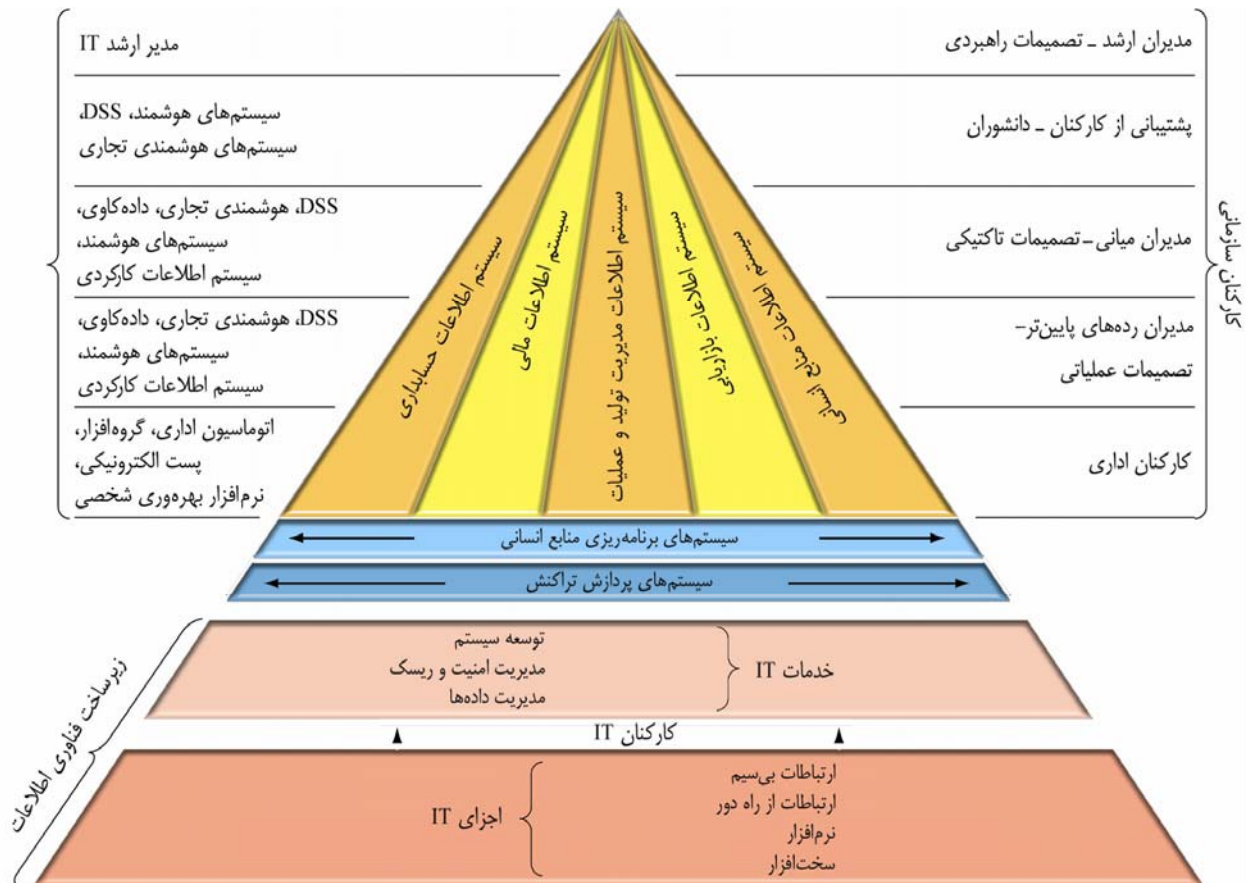 مدیران ارشد ـ تصمیمات راهبردی
مدیر ارشد IT
پشتیبانی از کارکنان ـ دانشوران
سیستم‌های هوشمند، DSS،
سیستم‌های هوشمندی تجاری
مدیران میانی-تصمیمات تاکتیکی
DSS، هوشمندی تجاری، داده‌کاوی،
سیستم‌های هوشمند،
سیستم اطلاعات کارکردی
مدیران رده‌های پایین‌تر-
تصمیمات عملیاتی
DSS، هوشمندی تجاری، داده‌کاوی،
سیستم‌های هوشمند،
سیستم اطلاعات کارکردی
کارکنان اداری
اتوماسیون اداری، گروه‌افزار،
پست الکترونیکی،
نرم‌افزار بهره‌وری شخصی
کارکنان سازمانی
سیستم اطلاعات منابع انسانی
سیستم اطلاعات بازاریابی
سیستم اطلاعات مدیریت تولید و عملیات
سیستم اطلاعات مالی
سیستم اطلاعات حسابداری
سیستم‌های برنامه‌ریزی منابع انسانی
سیستم‌های پردازش تراکنش
خدمات IT
توسعه سیستم
مدیریت امنیت و ریسک
مدیریت داده‌ها
کارکنان IT
ارتباطات بی‌سیم
ارتباطات از راه دور
نرم‌افزار
سخت‌افزار
اجزای IT
زیرساخت فناوری اطلاعات